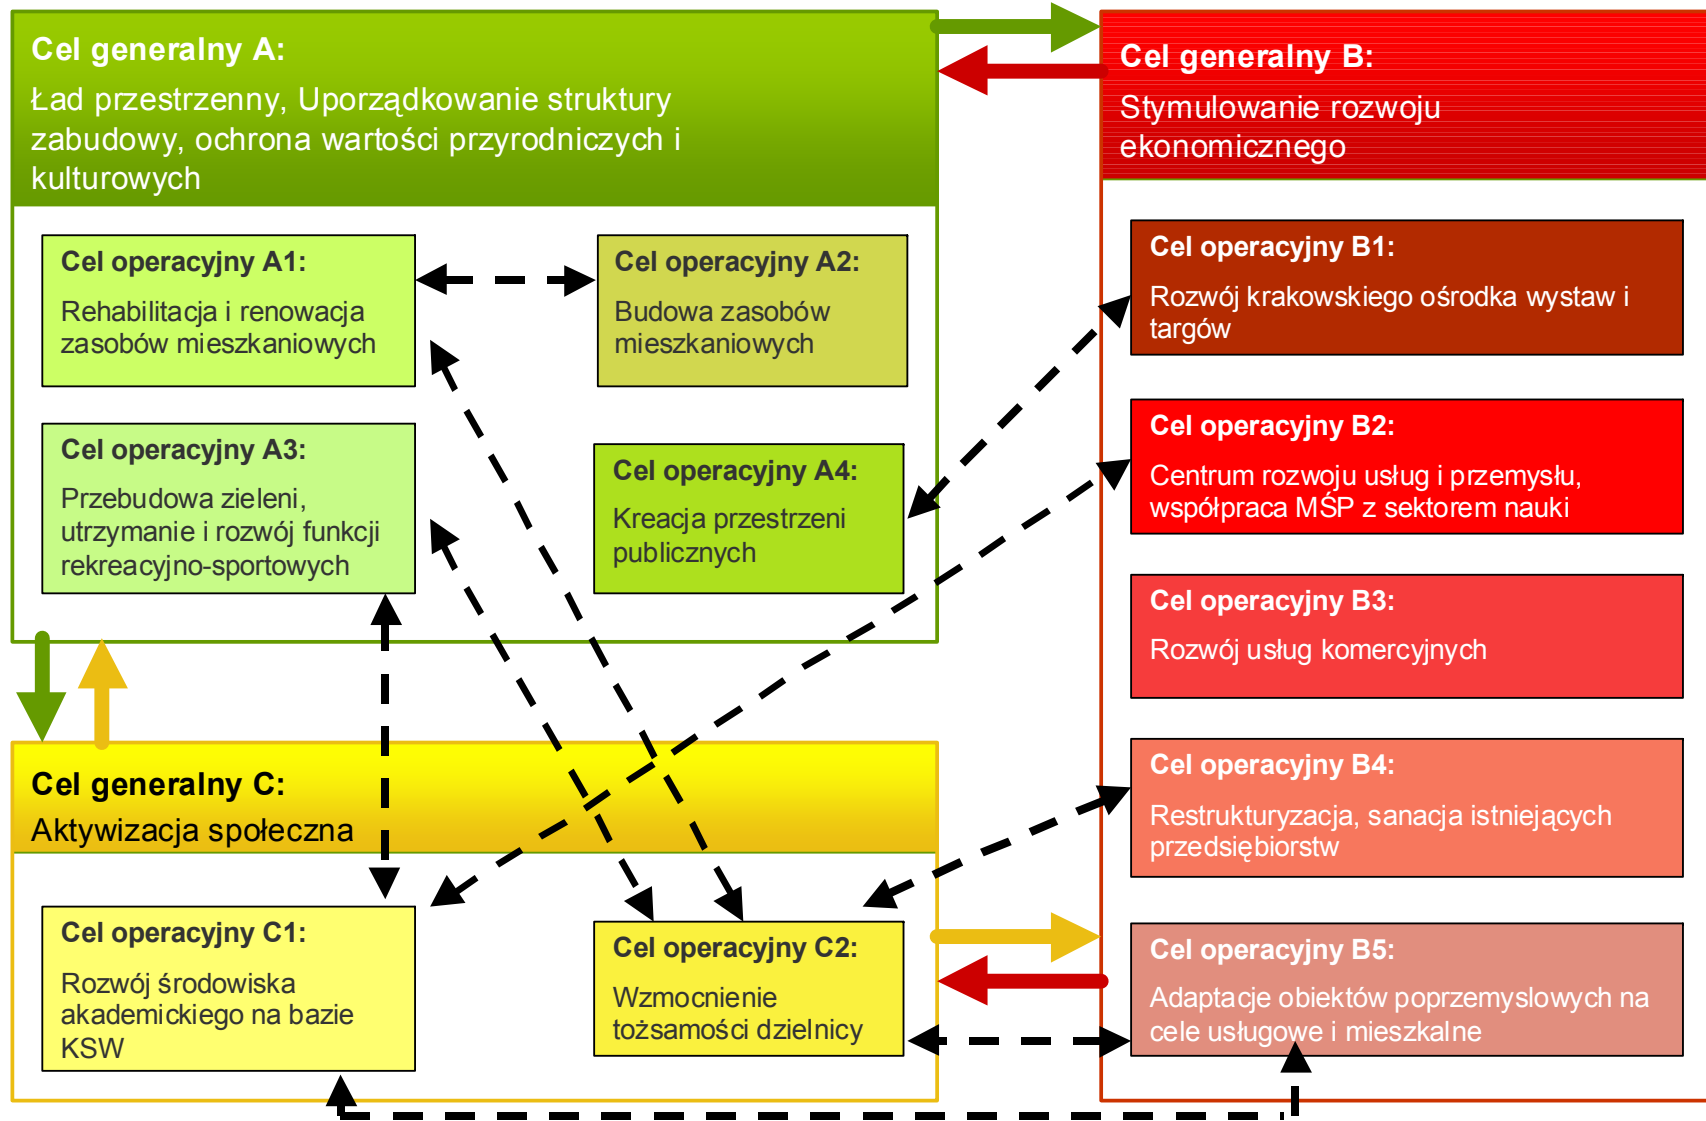 Cel generalny A:
Ład przestrzenny, Uporządkowanie struktury
zabudowy, ochrona wartości przyrodniczych i
kulturowych
Cel operacyjny A1:
Rehabilitacja i renowacja
zasobów mieszkaniowych
Cel operacyjny A2:
Budowa zasobów
mieszkaniowych
Cel operacyjny A3:
Przebudowa zieleni,
utrzymanie i rozwój funkcji
rekreacyjno-sportowych
Cel operacyjny A4:
Kreacja przestrzeni
publicznych
Cel generalny B:
Stymulowanie rozwoju
ekonomicznego
Cel operacyjny B1:
Rozwój krakowskiego ośrodka wystaw i
targów
Cel operacyjny B2:
Centrum rozwoju usług i przemysłu,
współpraca MŚP z sektorem nauki
Cel operacyjny B3:
Rozwój usług komercyjnych
Cel operacyjny B4:
Restrukturyzacja, sanacja istniejących
przedsiębiorstw
Cel operacyjny B5:
Adaptacje obiektów poprzemyslowych na
cele usługowe i mieszkalne
Cel generalny C:
Aktywizacja społeczna
Cel operacyjny C1:
Rozwój środowiska
akademickiego na bazie
KSW
Cel operacyjny C2:
Wzmocnienie
tożsamości dzielnicy